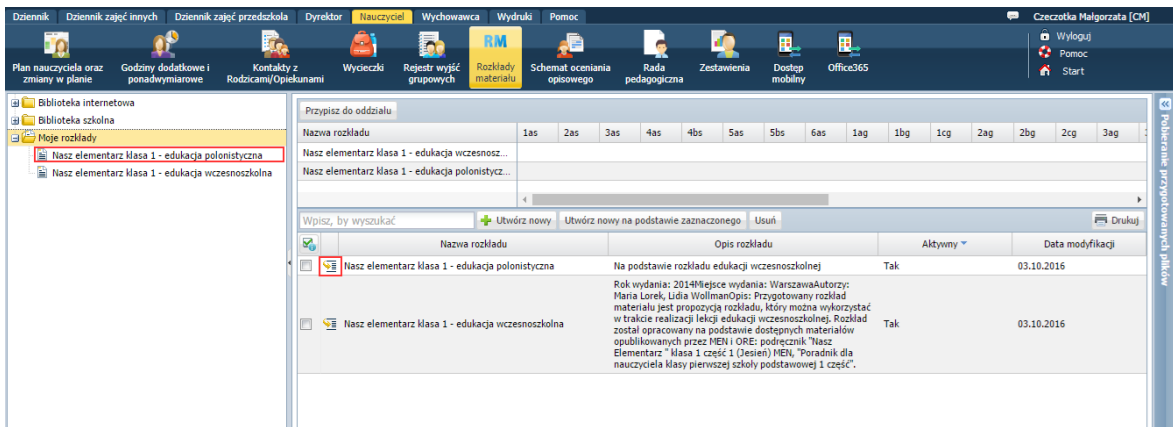 Dziennik Dziennik zajęć innych Dziennik zajęć przedszkola Dyrektor Nauczyciel Wychowawca Wydruki Pomoc Czeczotka Małgorzata [CM]
Plan nauczyciela oraz zmiany w planie
Godziny dodatkowe i ponadwymiarowe
Kontakty z Rodzicami/Opiekunami
Wycieczki
Rejestr wyjść grupowych
RM
Rozkłady materiału
Schemat oceniania opisowego
Rada pedagogiczna
Zestawienia
Dostęp mobilny
Office365
Wyloguj
Pomoc
Start
Biblioteka internetowa
Biblioteka szkolna
Moje rozkłady
Nasz elementarz klasa 1 - edukacja polonistyczna
Nasz elementarz klasa 1 - edukacja wczesnoszkolna
Przypisz do oddziału
Nazwa rozkładu 1as 2as 3as 4as 4bs 5as 5bs 6as 1ag 1bg 1cg 2ag 2bg 2cg 3ag
Nasz elementarz klasa 1 - edukacja wczesnosz...
Nasz elementarz klasa 1 - edukacja polonistycz...
Wpisz, by wyszukać Utwórz nowy Utwórz nowy na podstawie zaznaczonego Usuń Drukuj
Nazwa rozkładu Opis rozkładu Aktywny Data modyfikacji
Nasz elementarz klasa 1 - edukacja polonistyczna Na podstawie rozkładu edukacji wczesnoszkolnej Tak 03.10.2016
Nasz elementarz klasa 1 - edukacja wczesnoszkolna
Rok wydania: 2014Miejsce wydania: WarszawaAutorzy:
Maria Lorek, Lidia WollmanOpis: Przygotowany rozkład
materiału jest propozycją rozkładu, który można wykorzystać
w trakcie realizacji lekcji edukacji wczesnoszkolnej. Rozkład
został opracowany na podstawie dostępnych materiałów
opublikowanych przez MEN i ORE: podręcznik "Nasz
Elementarz " klasa 1 część 1 (Jesień) MEN, "Poradnik dla
nauczyciela klasy pierwszej szkoły podstawowej 1 część".
Tak 03.10.2016
Pobieranie przygotowanych plików